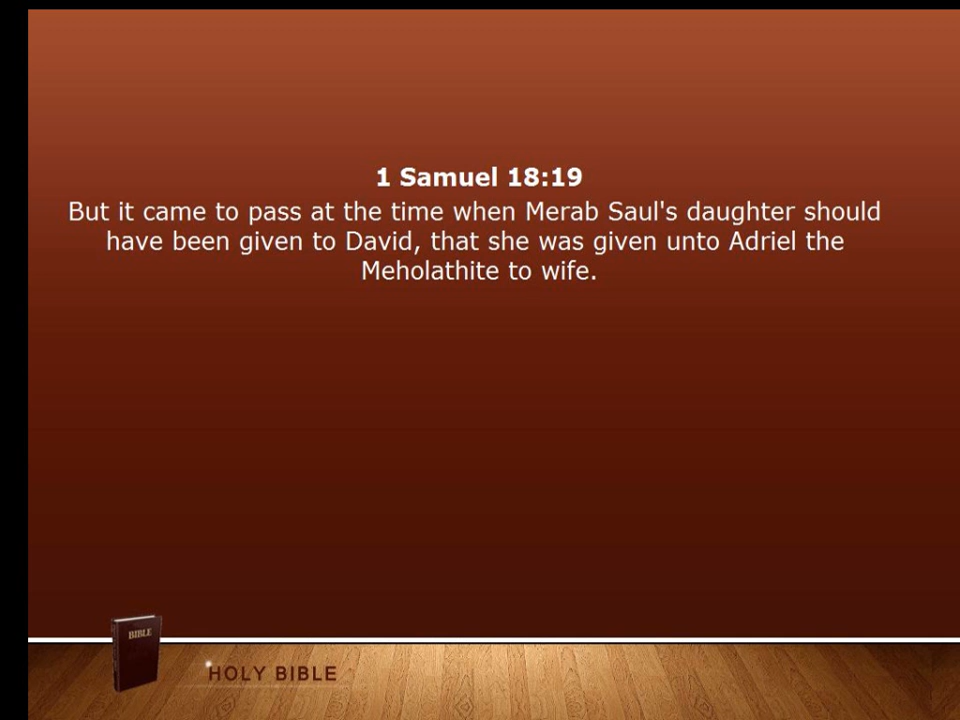 1 Samuel 18:19
But it came to pass at the time when Merab Saul's daughter should
have been given to David, that she was given unto Adriel the
Meholathite to wife.
BIBLE
HOLY BIBLE